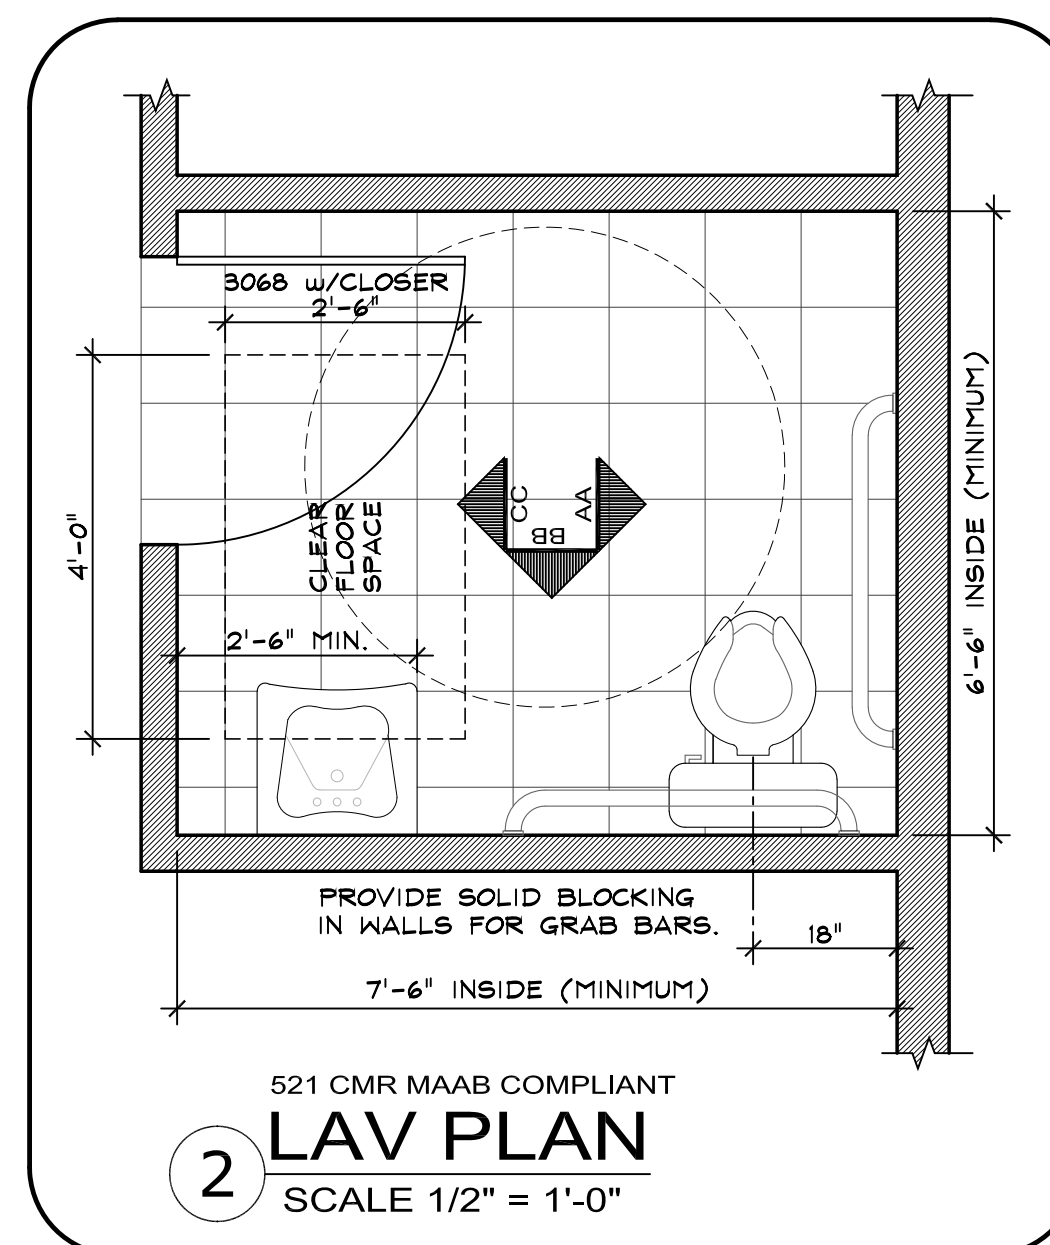 3068 w/CLOSER
2'-6"
4'-0"
CLEAR
FLOOR
SPACE
CC
AA
BB
6'-6" INSIDE (MINIMUM)
2'-6" MIN.
PROVIDE SOLID BLOCKING
IN WALLS FOR GRAB BARS.
18"
7'-6" INSIDE (MINIMUM)
521 CMR MAAB COMPLIANT
2
LAV PLAN
SCALE 1/2" = 1'-0"